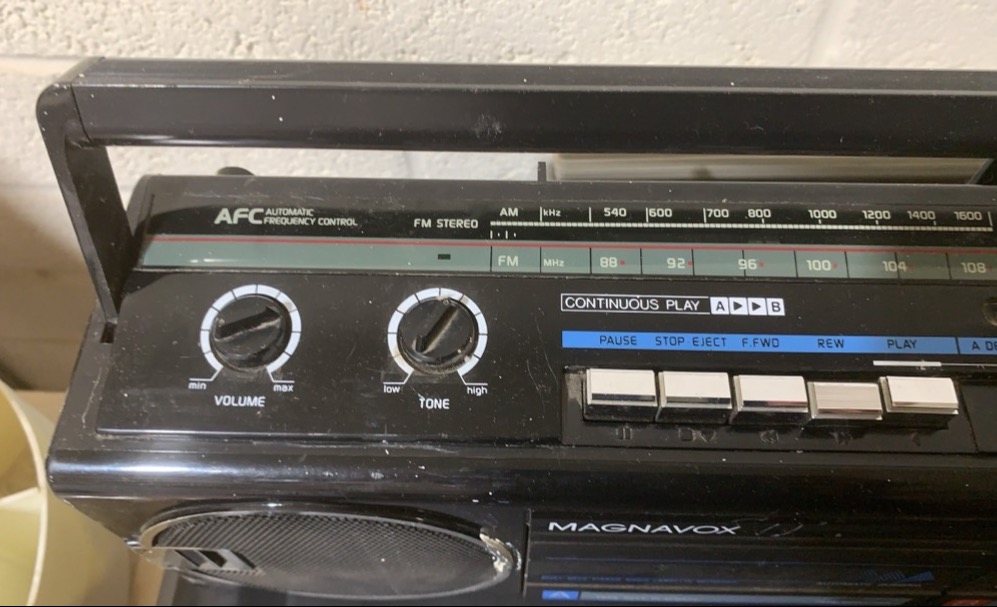 AFC AUTOMATIC FREQUENCY CONTROL
FM STEREO
AM kHz 540 600 700 800 1000 1200 1400 1600
FM MHz 88 92 96 100 104 108
CONTINUOUS PLAY A ▶ ▶ B
PAUSE STOP EJECT F.FWD REW PLAY A
min max
VOLUME
low high
TONE
MAGNAVOX